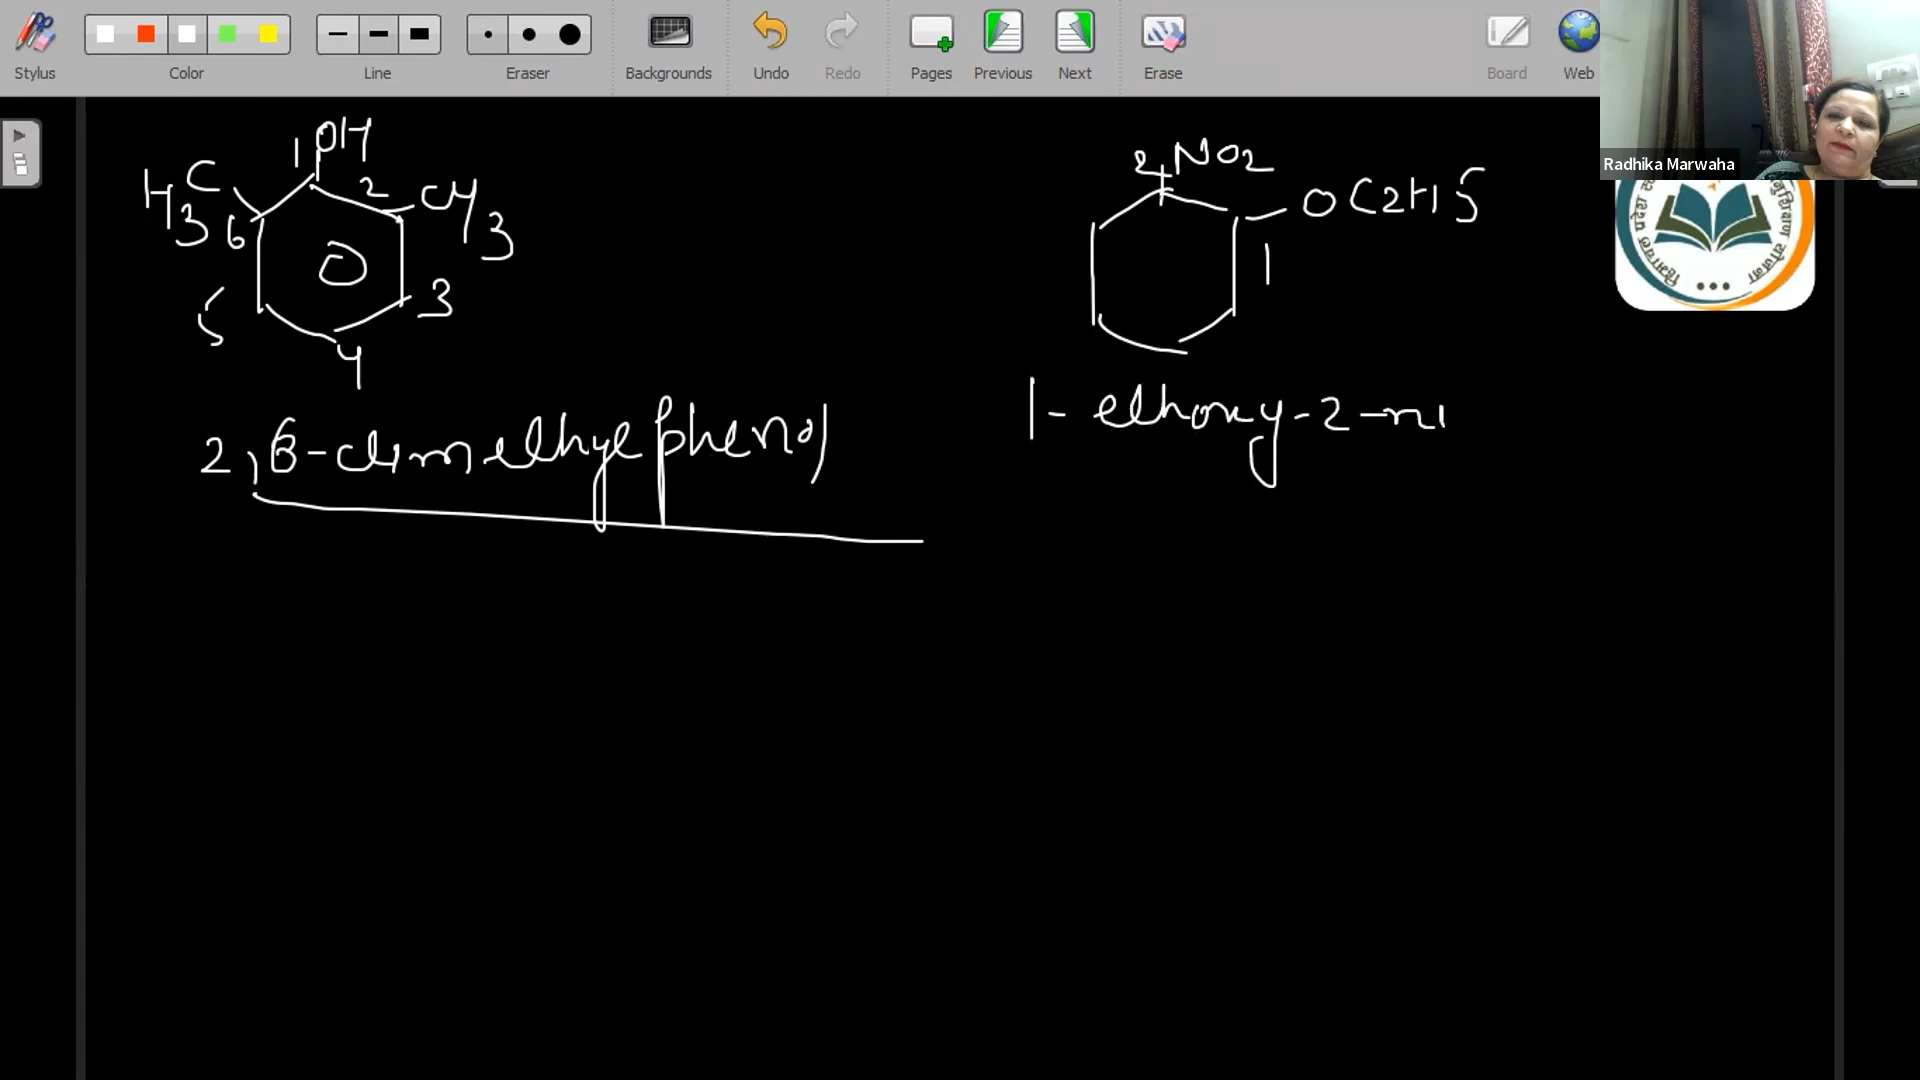 Stylus Color Line Eraser Backgrounds Undo Redo Pages Previous Next Erase Board Web
Radhika Marwaha
1 OH
H3C 2 CH3
6
5 3
4
2,6-dimethyl phenol
2 NO2
OC2H5
1
1-ethoxy-2-ni